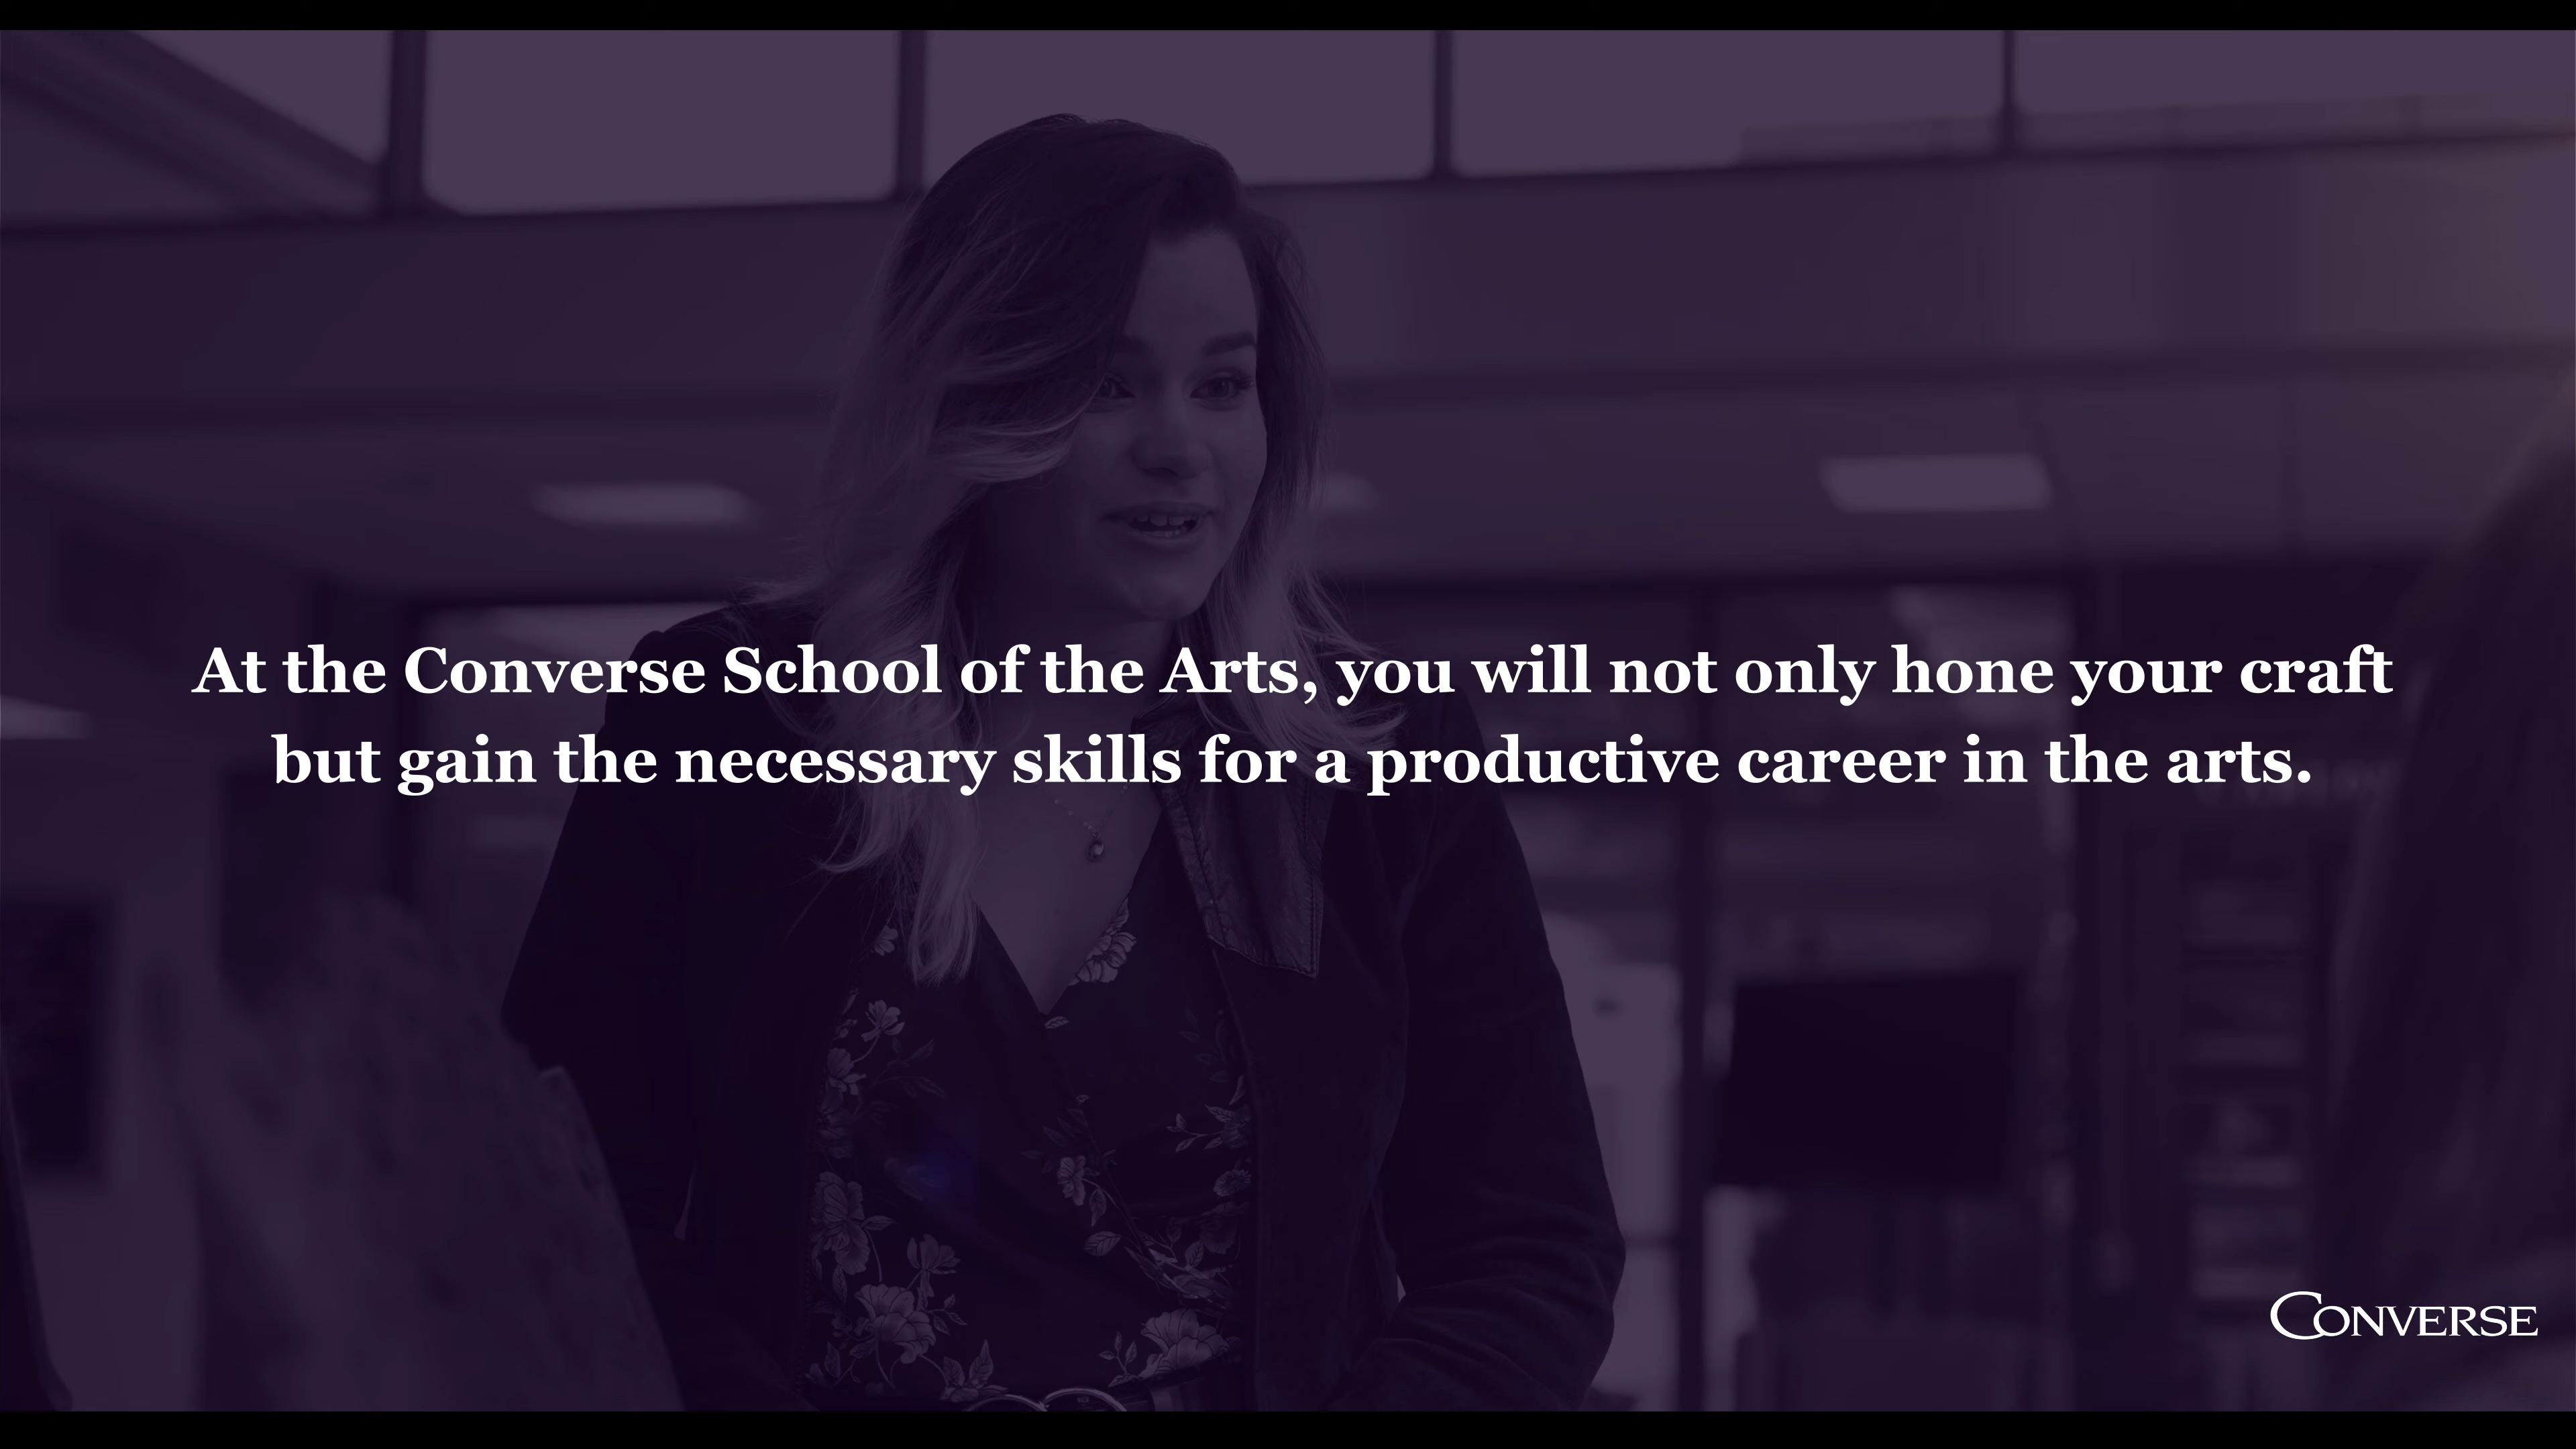 At the Converse School of the Arts, you will not only hone your craft
but gain the necessary skills for a productive career in the arts.
CONVERSE